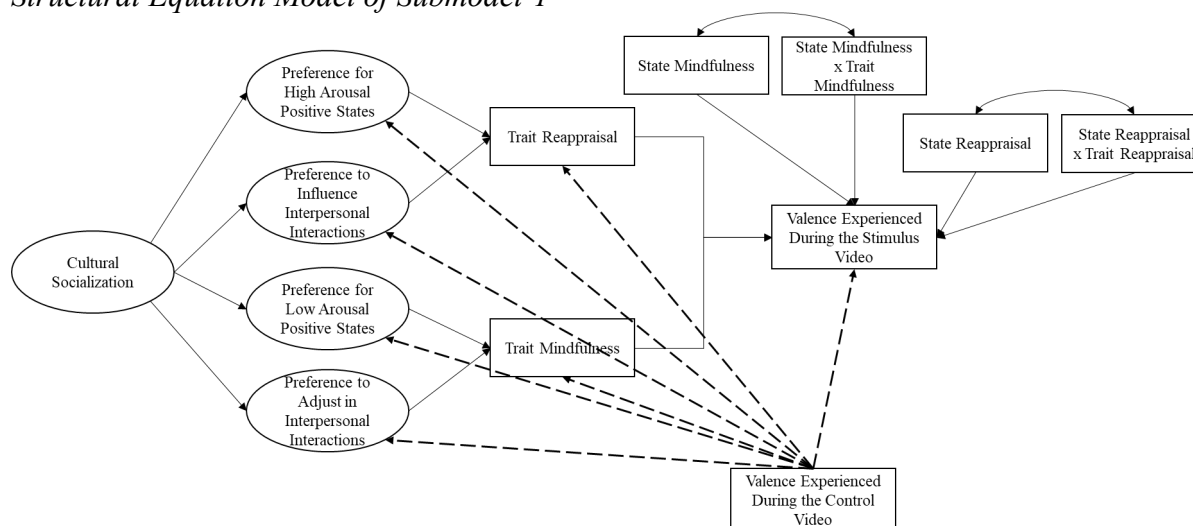 Structural Equation Model of Submodel 1
Preference for
High Arousal
Positive States
Preference to
Influence
Interpersonal
Interactions
Cultural
Socialization
Preference for
Low Arousal
Positive States
Preference to
Adjust in
Interpersonal
Interactions
Trait Reappraisal
Trait Mindfulness
State Mindfulness
State Mindfulness
x Trait
Mindfulness
State Reappraisal
State Reappraisal
x Trait Reappraisal
Valence Experienced
During the Stimulus
Video
Valence Experienced
During the Control
Video